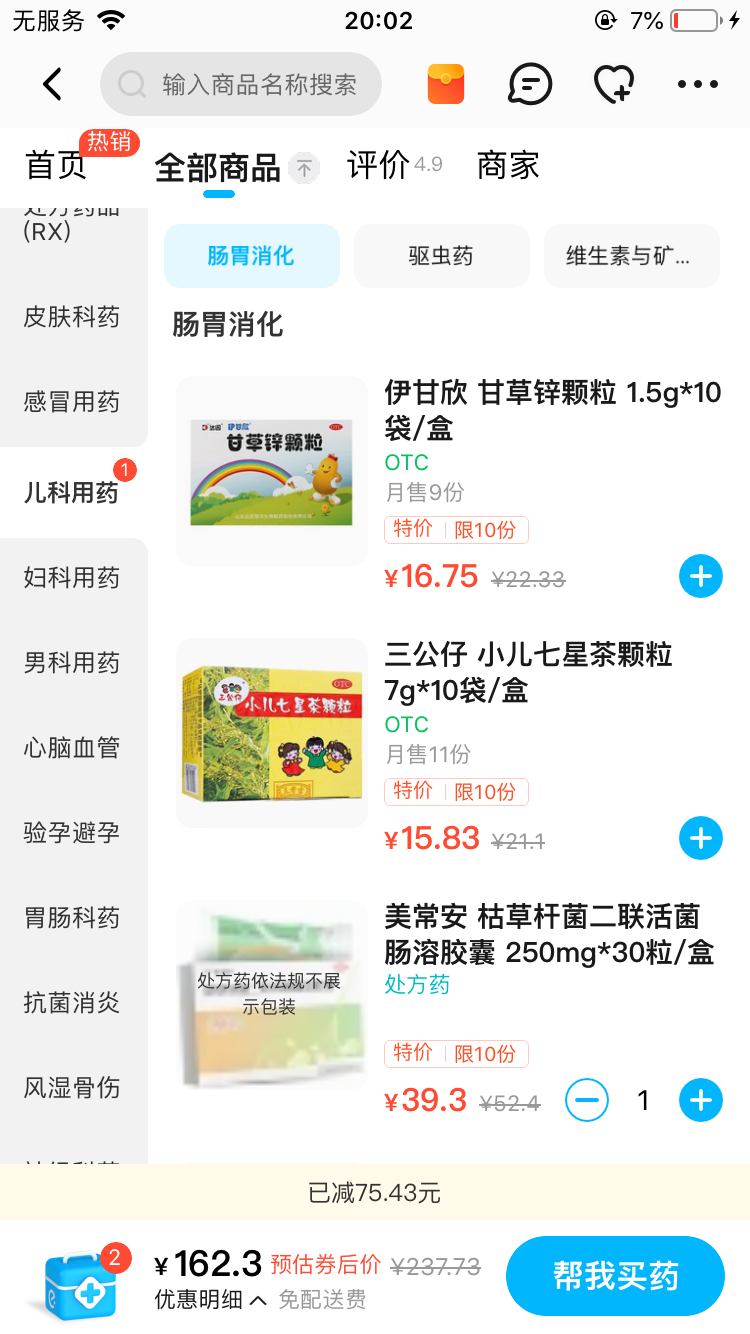 无服务
20:02
7%
输入商品名称搜索
首页
热销
全部商品
评价4.9
商家
(RX)
皮肤科药
感冒用药
儿科用药
1
妇科用药
男科用药
心脑血管
验孕避孕
胃肠科药
抗菌消炎
风湿骨伤
肠胃消化
驱虫药
维生素与矿...
肠胃消化
伊甘欣
甘草锌颗粒
伊甘欣 甘草锌颗粒 1.5g*10
袋/盒
OTC
月售9份
特价 限10份
¥16.75 ¥22.33
三公仔
OTC
小儿七星茶颗粒
三公仔 小儿七星茶颗粒
7g*10袋/盒
OTC
月售11份
特价 限10份
¥15.83 ¥21.1
处方药依法规不展
示包装
美常安 枯草杆菌二联活菌
肠溶胶囊 250mg*30粒/盒
处方药
特价 限10份
¥39.3 ¥52.4
1
已减75.43元
2
¥162.3 预估券后价 ¥237.73
优惠明细 免配送费
帮我买药